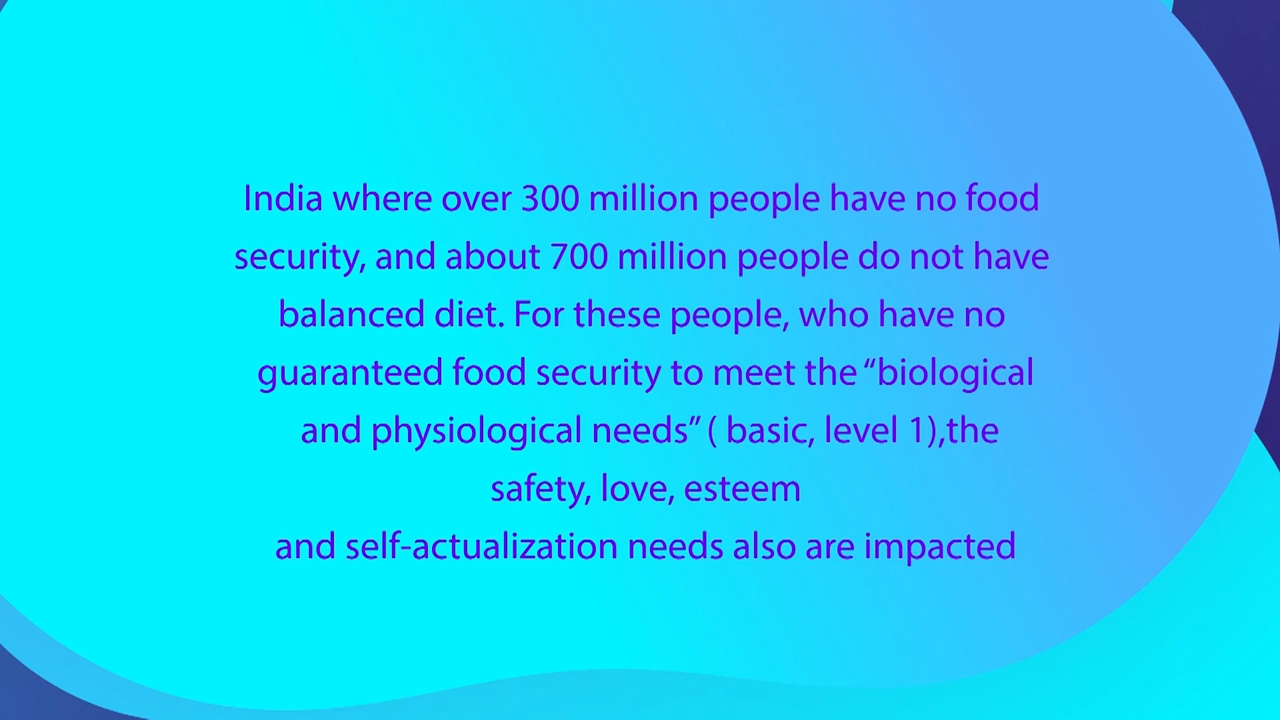 India where over 300 million people have no food
security, and about 700 million people do not have
balanced diet. For these people, who have no
guaranteed food security to meet the “biological
and physiological needs” ( basic, level 1),the
safety, love, esteem
and self-actualization needs also are impacted